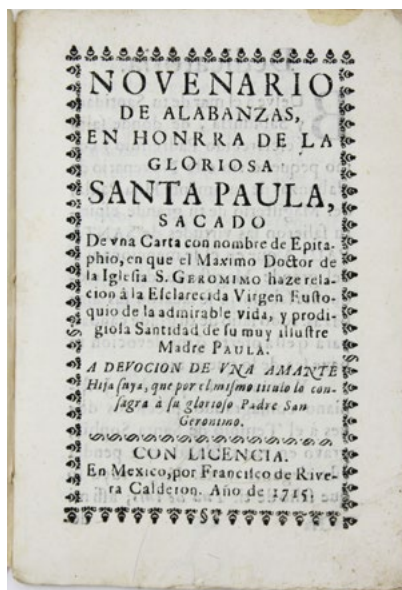 NOVENARIO
DE ALABANZAS,
EN HONRRA DE LA
GLORIOSA
SANTA PAULA,
SACADO
De vna Carta con nombre de Epita-
phio, en que el Maximo Doctor de
la Iglesia S. GERONIMO haze rela-
cion á la Esclarecida Virgen Eusto-
quio de la admirable vida, y prodi-
giosa Santidad de su muy illustre
Madre PAULA.
A DEVOCION DE VNA AMANTE
Hija suya, que por el mismo titulo lo con-
sagra á su glorioso Padre San
Geronimo.
CON LICENCIA.
En Mexico, por Francisco de Rive-
ra Calderon. Año de 1715.